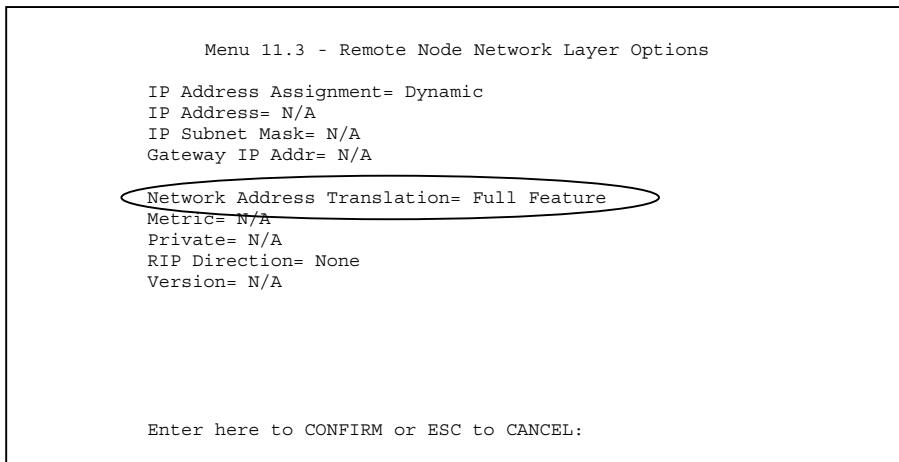 Menu 11.3 - Remote Node Network Layer Options
IP Address Assignment= Dynamic
IP Address= N/A
IP Subnet Mask= N/A
Gateway IP Addr= N/A
Network Address Translation= Full Feature
Metric= N/A
Private= N/A
RIP Direction= None
Version= N/A
Enter here to CONFIRM or ESC to CANCEL: